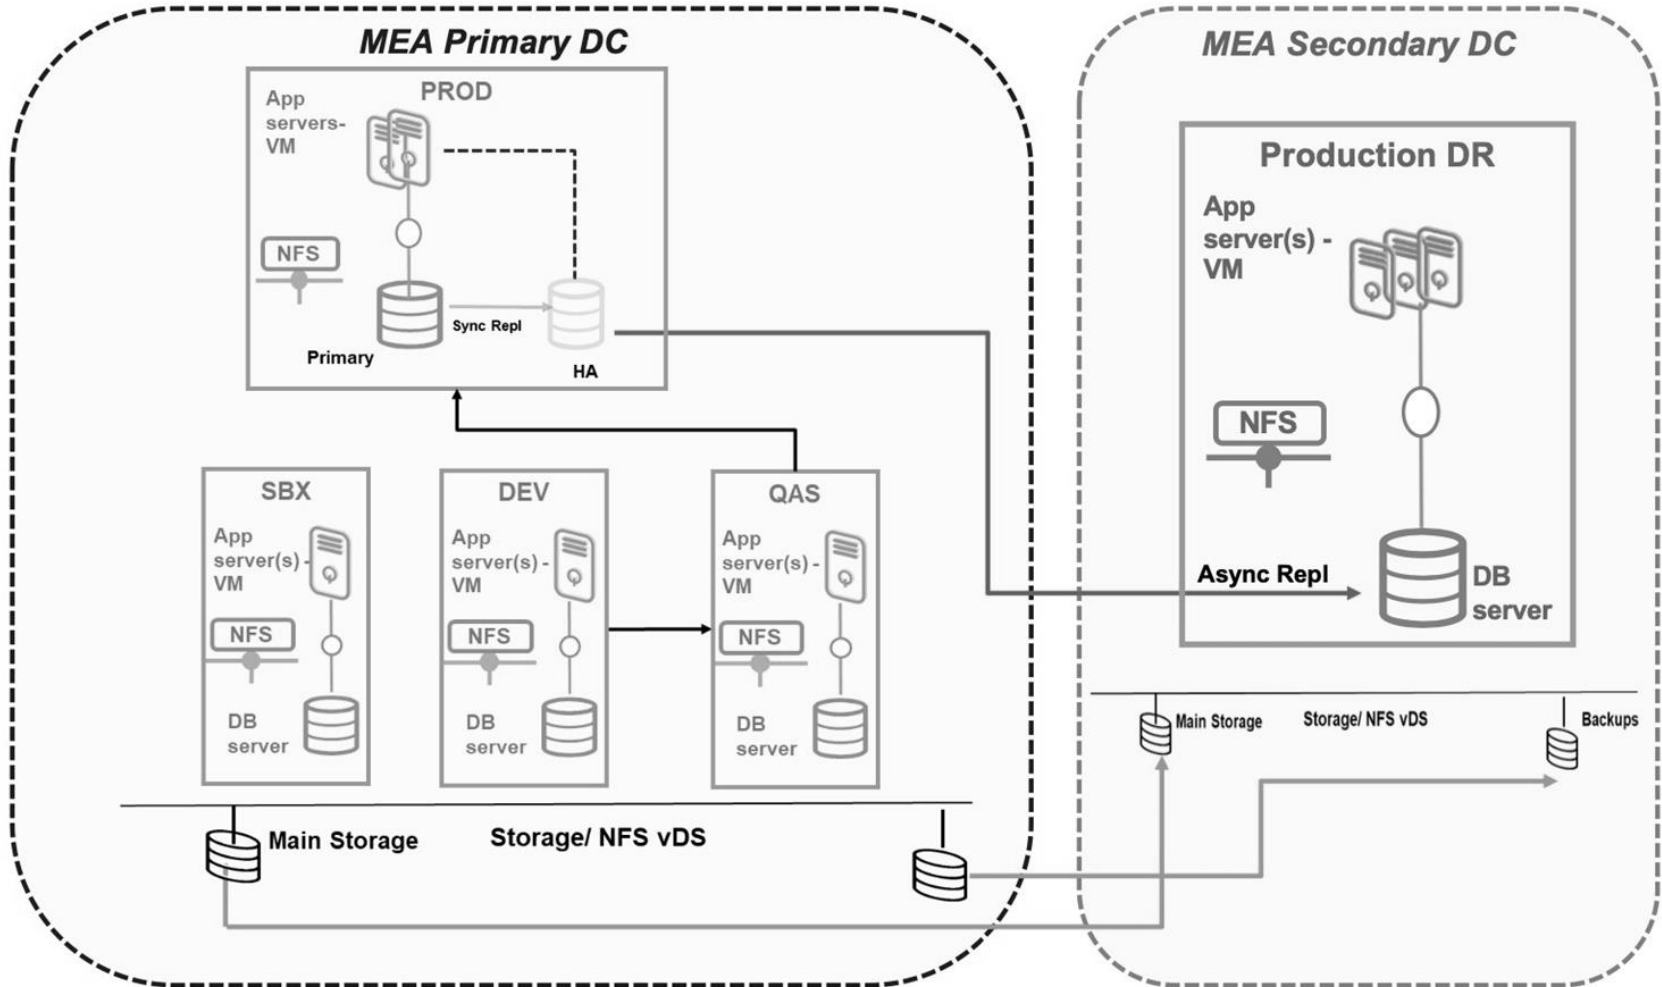 MEA Primary DC
PROD
App
servers-
VM
NFS
Primary
Sync Repl
HA
SBX
App
server(s) -
VM
NFS
DB
server
DEV
App
server(s) -
VM
NFS
DB
server
QAS
App
server(s) -
VM
NFS
DB
server
Main Storage
Storage/ NFS vDS
MEA Secondary DC
Production DR
App
server(s) -
VM
NFS
Async Repl
DB
server
Main Storage
Storage/ NFS vDS
Backups